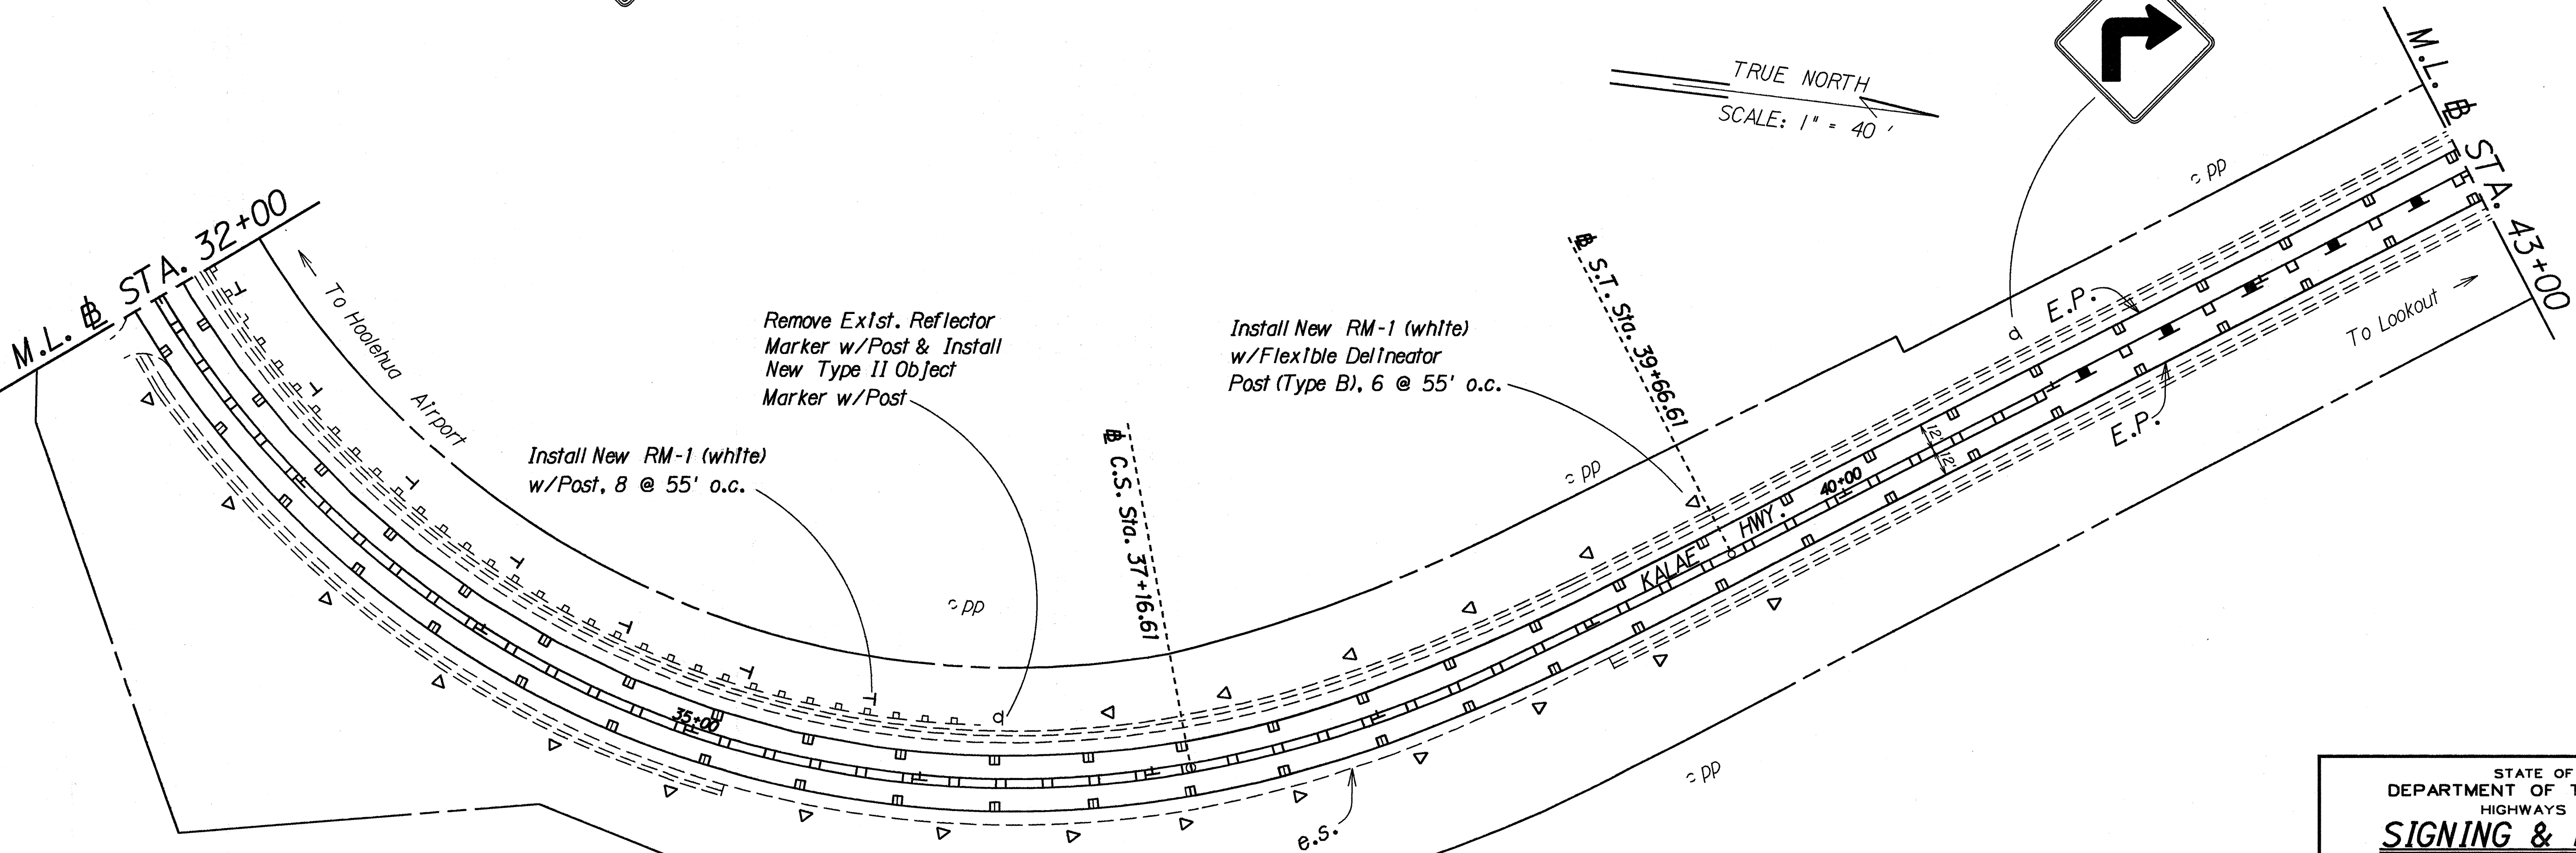 TRUE NORTH
SCALE: 1" = 40 '
M.L. ⅊ STA. 43+00
c pp
M.L. ⅊ STA. 32+00
To Hoolehua Airport
Remove Exist. Reflector
Marker w/Post & Install
New Type II Object
Marker w/Post
Install New RM-1 (white)
w/Flexible Delineator
Post (Type B), 6 @ 55' o.c.
S.T. Sta. 39+66.61
E.P.
To Lookout
Install New RM-1 (white)
w/Post, 8 @ 55' o.c.
C.S. Sta. 37+16.61
c pp
E.P.
12'
12'
40+00
KALAE HWY.
c pp
35+00
c pp
e.s.
STATE OF
DEPARTMENT OF T
HIGHWAYS
SIGNING &